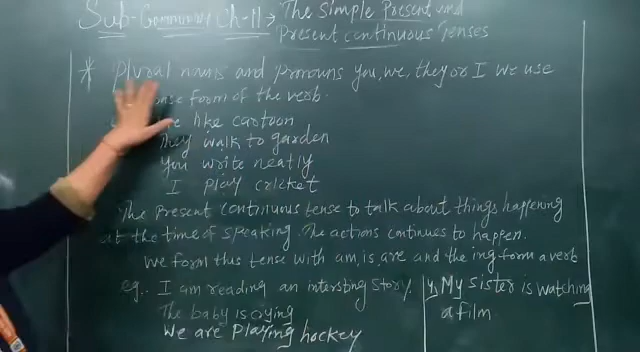 Sub- Grammar Ch-11 → The Simple Present and
Present continuous Tenses
* Plural nouns and pronouns You, we, they or I we use
form of the verb.
like cartoon
They walk to garden
You write neatly
I play cricket
The present continuous tense to talk about things happening
at the time of speaking. The actions continues to happen.
We form this tense with am, is, are and the ing-form a verb
eg.. I am reading an intersting story.
The baby is crying
We are playing hockey
My sister is watching
a film